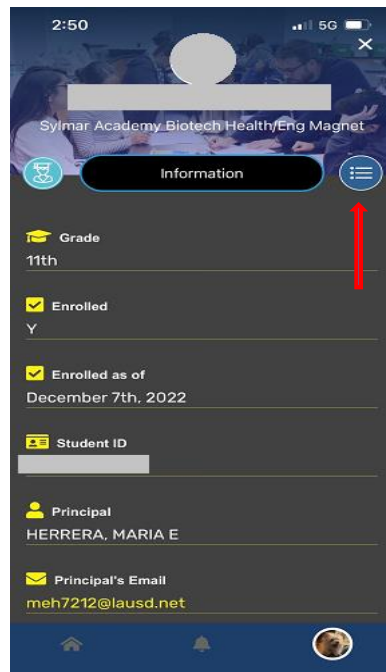 2:50
5G
Sylmar Academy Biotech Health/Eng Magnet
Information
Grade
11th
Enrolled
Y
Enrolled as of
December 7th, 2022
Student ID
Principal
HERRERA, MARIA E
Principal's Email
meh7212@lausd.net